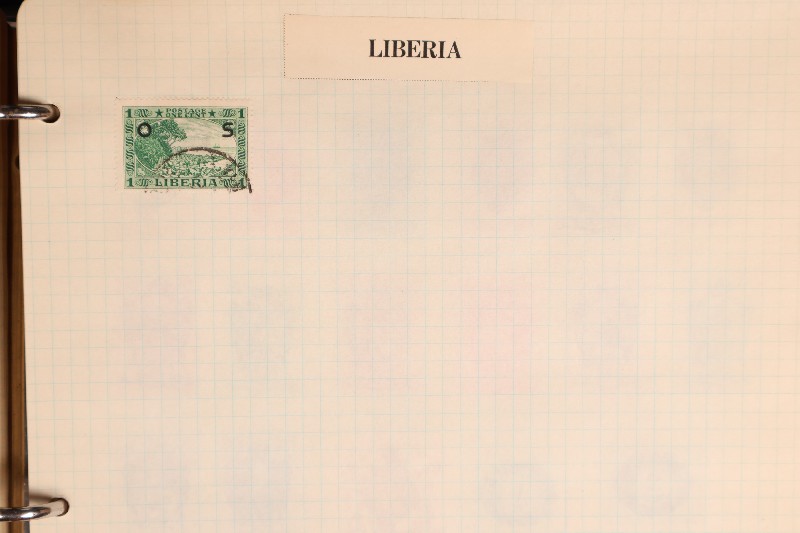 LIBERIA
1 ★ POSTAGE ★ 1
ONE CENT
O S
1 LIBERIA 1